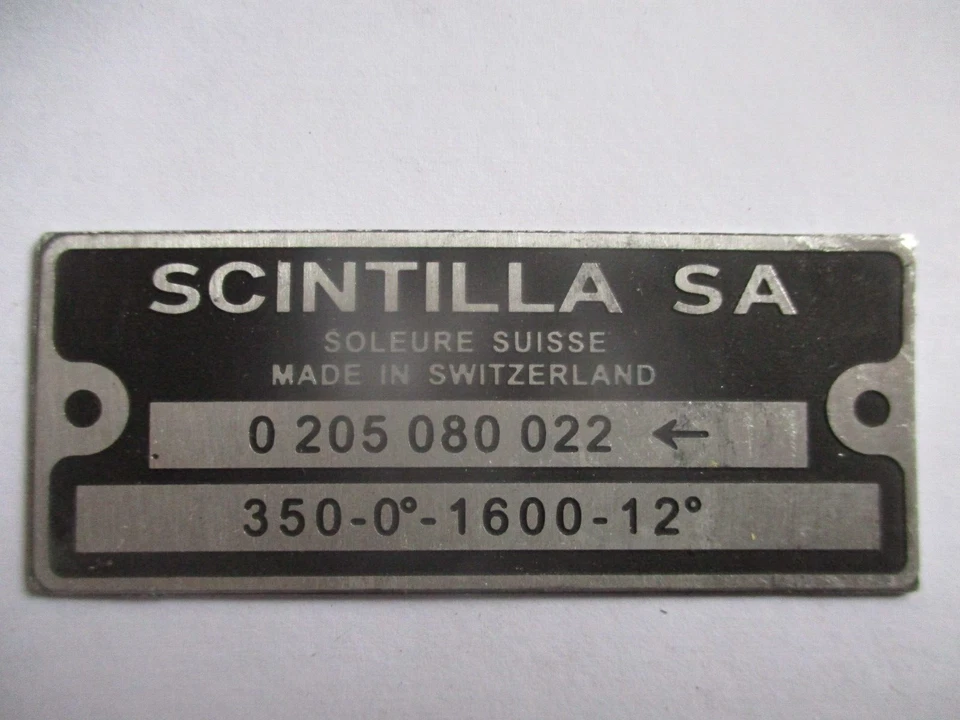 SCINTILLA SA
SOLEURE SUISSE
MADE IN SWITZERLAND
0 205 080 022 ←
350-0°-1600-12°